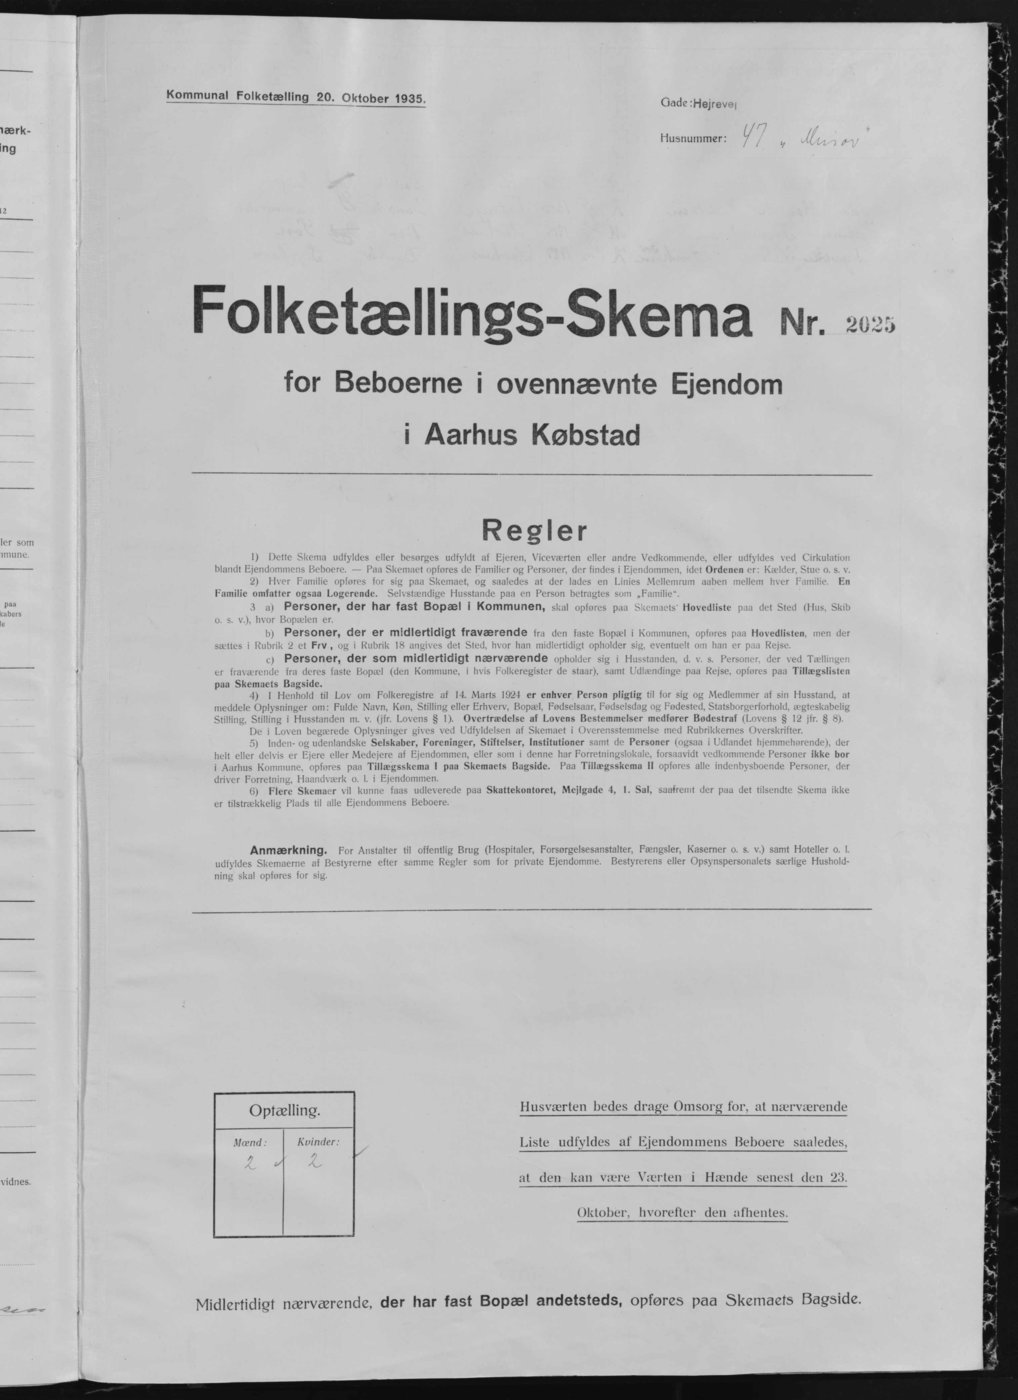 Kommunal Folketælling 20. Oktober 1935.
Gade: Hejrevej
Husnummer: 47
Folketællings-Skema Nr. 2025
for Beboerne i ovennævnte Ejendom
i Aarhus Købstad
Regler
1) Dette Skema udfyldes eller besørges udfyldt af Ejeren, Viceværten eller andre Vedkommende, eller udfyldes ved Cirkulation
blandt Ejendommens Beboere. — Paa Skemaet opføres de Familier og Personer, der findes i Ejendommen, idet Ordenen er: Kælder, Stue o. s. v.
2) Hver Familie opføres for sig paa Skemaet, og saaledes at der lades en Linies Mellemrum aaben mellem hver Familie. En
Familie omfatter ogsaa Logerende. Selvstændige Husstande paa en Person betragtes som „Familie“.
3 a) Personer, der har fast Bopæl i Kommunen, skal opføres paa Skemaets Hovedliste paa det Sted (Hus, Skib
o. s. v.), hvor Bopælen er.
b) Personer, der er midlertidigt fraværende fra den faste Bopæl i Kommunen, opføres paa Hovedlisten, men der
sættes i Rubrik 2 et Frv, og i Rubrik 18 angives det Sted, hvor han midlertidigt opholder sig, eventuelt om han er paa Rejse.
c) Personer, der som midlertidigt nærværende opholder sig i Husstanden, d. v. s. Personer, der ved Tællingen
er fraværende fra deres faste Bopæl (den Kommune, i hvis Folkeregister de staar), samt Udlændinge paa Rejse, opføres paa Tillægslisten
paa Skemaets Bagside.
4) I Henhold til Lov om Folkeregistre af 14. Marts 1924 er enhver Person pligtig til for sig og Medlemmer af sin Husstand, at
meddele Oplysninger om: Fulde Navn, Køn, Stilling eller Erhverv, Bopæl, Fødselsaar, Fødselsdag og Fødested, Statsborgerforhold, ægteskabelig
Stilling, Stilling i Husstanden m. v. (jfr. Lovens § 1). Overtrædelse af Lovens Bestemmelser medfører Bødestraf (Lovens § 12 jfr. § 8).
De i Loven begærede Oplysninger gives ved Udfyldelsen af Skemaet i Overensstemmelse med Rubrikkernes Overskrifter.
5) Inden- og udenlandske Selskaber, Foreninger, Stiftelser, Institutioner samt de Personer (ogsaa i Udlandet hjemmehørende), der
helt eller delvis er Ejere eller Medejere af Ejendommen, eller som i denne har Forretningslokale, forsaavidt vedkommende Personer ikke bor
i Aarhus Kommune, opføres paa Tillægsskema I paa Skemaets Bagside. Paa Tillægsskema II opføres alle indenbysboende Personer, der
driver Forretning, Haandværk o. l. i Ejendommen.
6) Flere Skemaer vil kunne faas udleverede paa Skattekontoret, Mejlgade 4, 1. Sal, saafremt der paa det tilsendte Skema ikke
er tilstrækkelig Plads til alle Ejendommens Beboere.
Anmærkning. For Anstalter til offentlig Brug (Hospitaler, Forsørgelsesanstalter, Fængsler, Kaserner o. s. v.) samt Hoteller o. l.
udfyldes Skemaerne af Bestyrerne efter samme Regler som for private Ejendomme. Bestyrerens eller Opsynspersonalets særlige Hushold-
ning skal opføres for sig.
Optælling.
Mænd: Kvinder:
2 2
Husværten bedes drage Omsorg for, at nærværende
Liste udfyldes af Ejendommens Beboere saaledes,
at den kan være Værten i Hænde senest den 23.
Oktober, hvorefter den afhentes.
Midlertidigt nærværende, der har fast Bopæl andetsteds, opføres paa Skemaets Bagside.